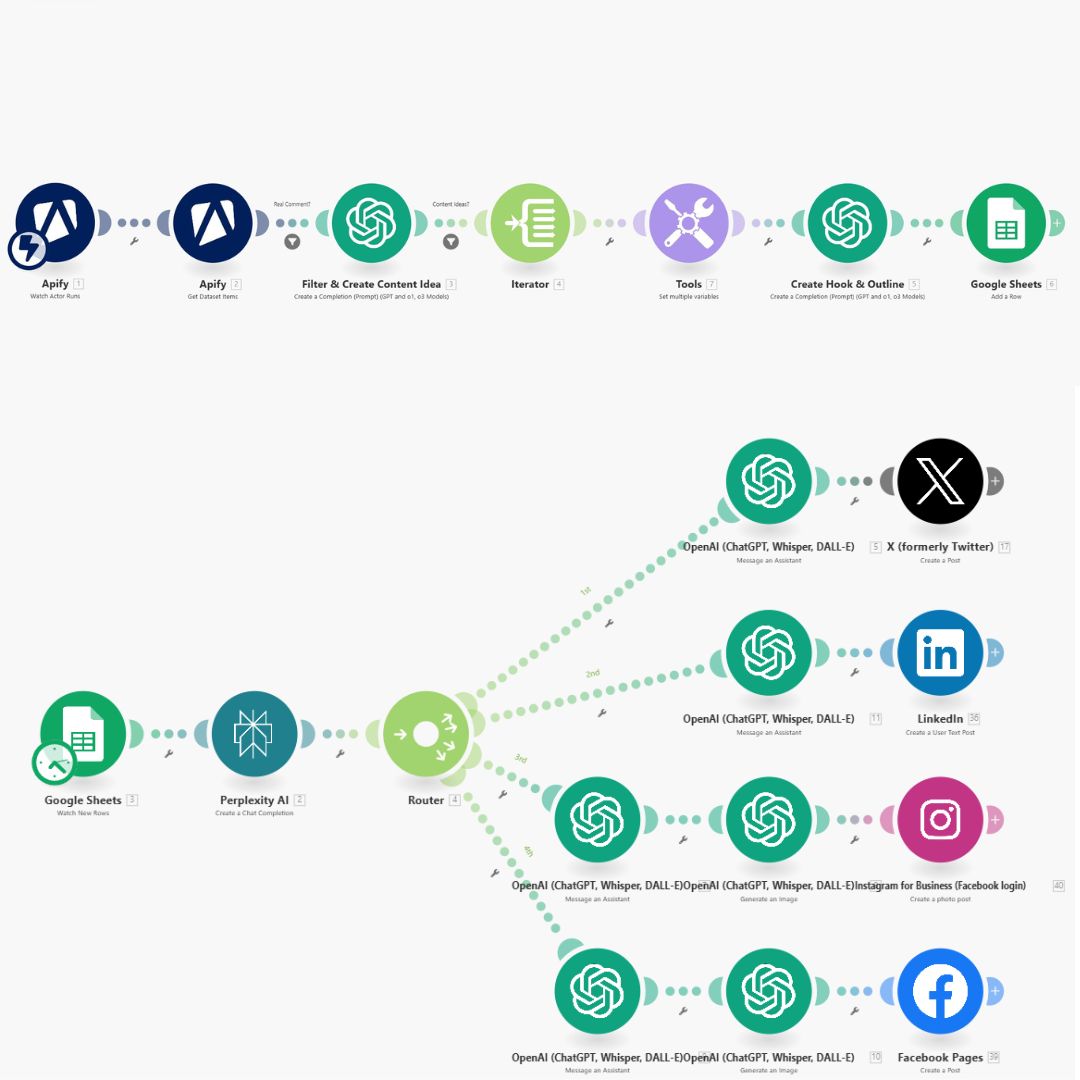 Real Comment?
Content Ideas?
Apify 1
Watch Actor Runs
Apify 2
Get Dataset Items
Filter & Create Content Idea 3
Create a Completion (Prompt) (GPT and o1, o3 Models)
Iterator 4
Tools 7
Set multiple variables
Create Hook & Outline 5
Create a Completion (Prompt) (GPT and o1, o3 Models)
Google Sheets 6
Add a Row
OpenAI (ChatGPT, Whisper, DALL-E) 5
Message an Assistant
X (formerly Twitter) 17
Create a Post
1st
2nd
OpenAI (ChatGPT, Whisper, DALL-E) 11
Message an Assistant
LinkedIn 36
Create a User Text Post
Google Sheets 3
Watch New Rows
Perplexity AI 2
Create a Chat Completion
Router 4
3rd
4th
OpenAI (ChatGPT, Whisper, DALL-E)
Message an Assistant
OpenAI (ChatGPT, Whisper, DALL-E)
Generate an Image
Instagram for Business (Facebook login) 40
Create a photo post
OpenAI (ChatGPT, Whisper, DALL-E)
Message an Assistant
OpenAI (ChatGPT, Whisper, DALL-E) 10
Generate an Image
Facebook Pages 39
Create a Post